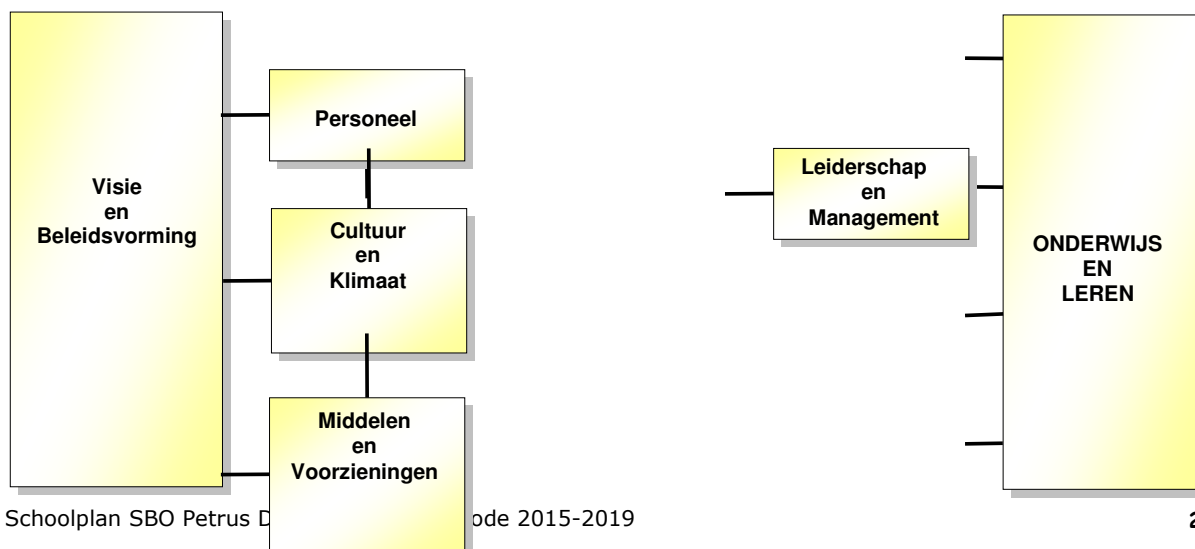 Personeel
Visie
en
Beleidsvorming
Cultuur
en
Klimaat
Middelen
en
Voorzieningen
Leiderschap
en
Management
ONDERWIJS
EN
LEREN
Schoolplan SBO Petrus D ode 2015-2019
2